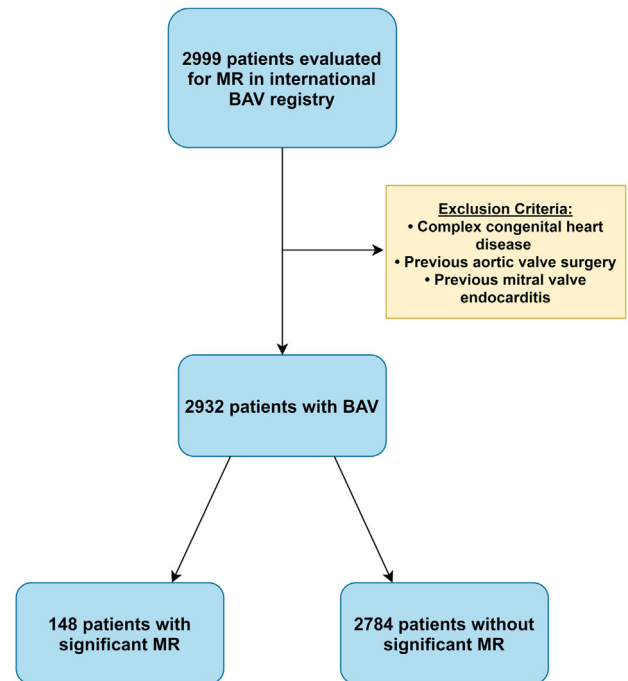 2999 patients evaluated
for MR in international
BAV registry
Exclusion Criteria:
• Complex congenital heart
disease
• Previous aortic valve surgery
• Previous mitral valve
endocarditis
2932 patients with BAV
148 patients with
significant MR
2784 patients without
significant MR